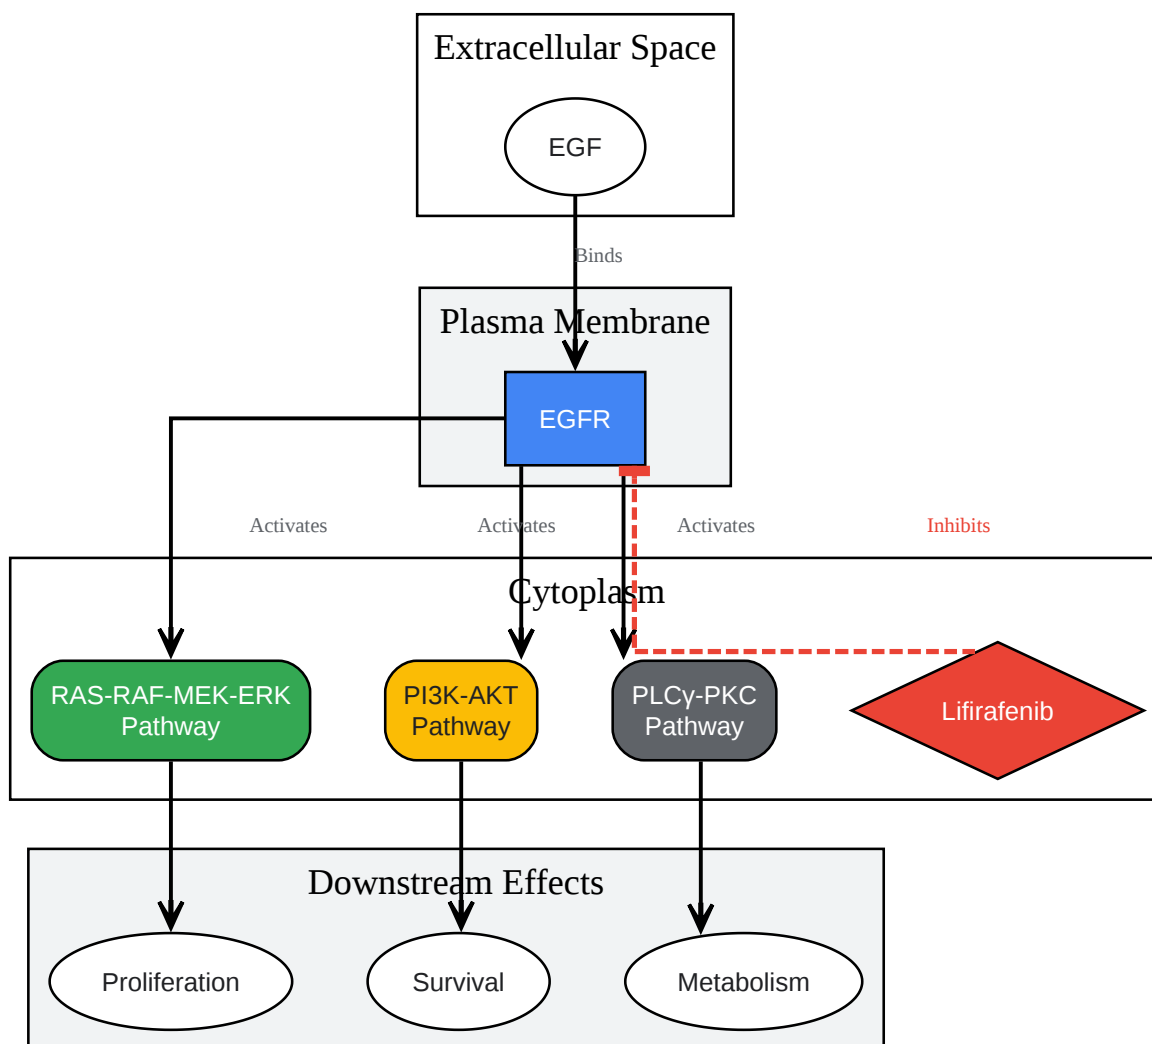 Extracellular Space
EGF
Binds
Plasma Membrane
EGFR
Activates
Activates
Activates
Inhibits
Cytoplasm
RAS-RAF-MEK-ERK
Pathway
PI3K-AKT
Pathway
PLCγ-PKC
Pathway
Lifirafenib
Downstream Effects
Proliferation
Survival
Metabolism